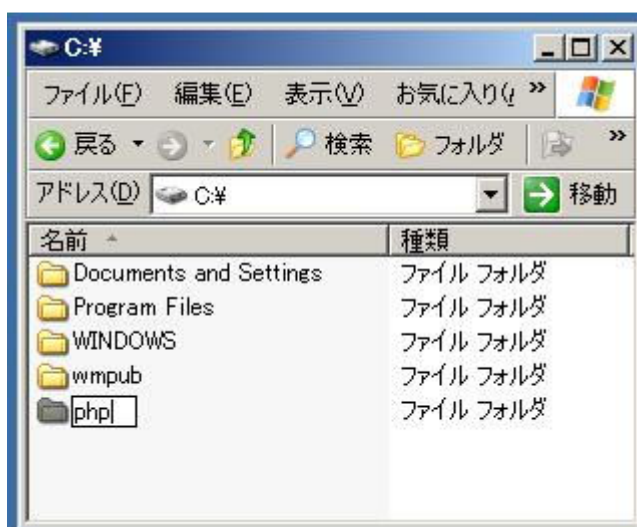 C:¥
ファイル(F) 編集(E) 表示(V) お気に入り( »
戻る 検索 フォルダ »
アドレス(D) C:¥ 移動
名前 種類
Documents and Settings ファイル フォルダ
Program Files ファイル フォルダ
WINDOWS ファイル フォルダ
wmpub ファイル フォルダ
php ファイル フォルダ